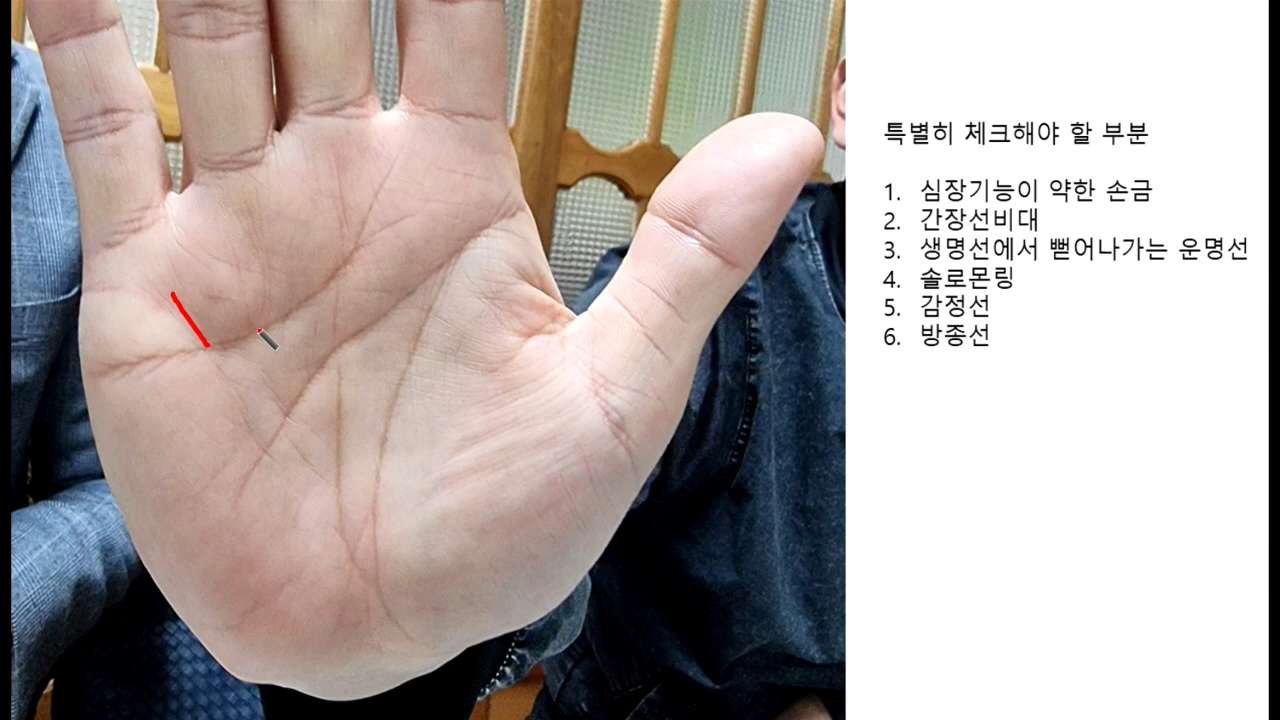 특별히 체크해야 할 부분
1. 심장기능이 약한 손금
2. 간장선비대
3. 생명선에서 뻗어나가는 운명선
4. 솔로몬링
5. 감정선
6. 방종선